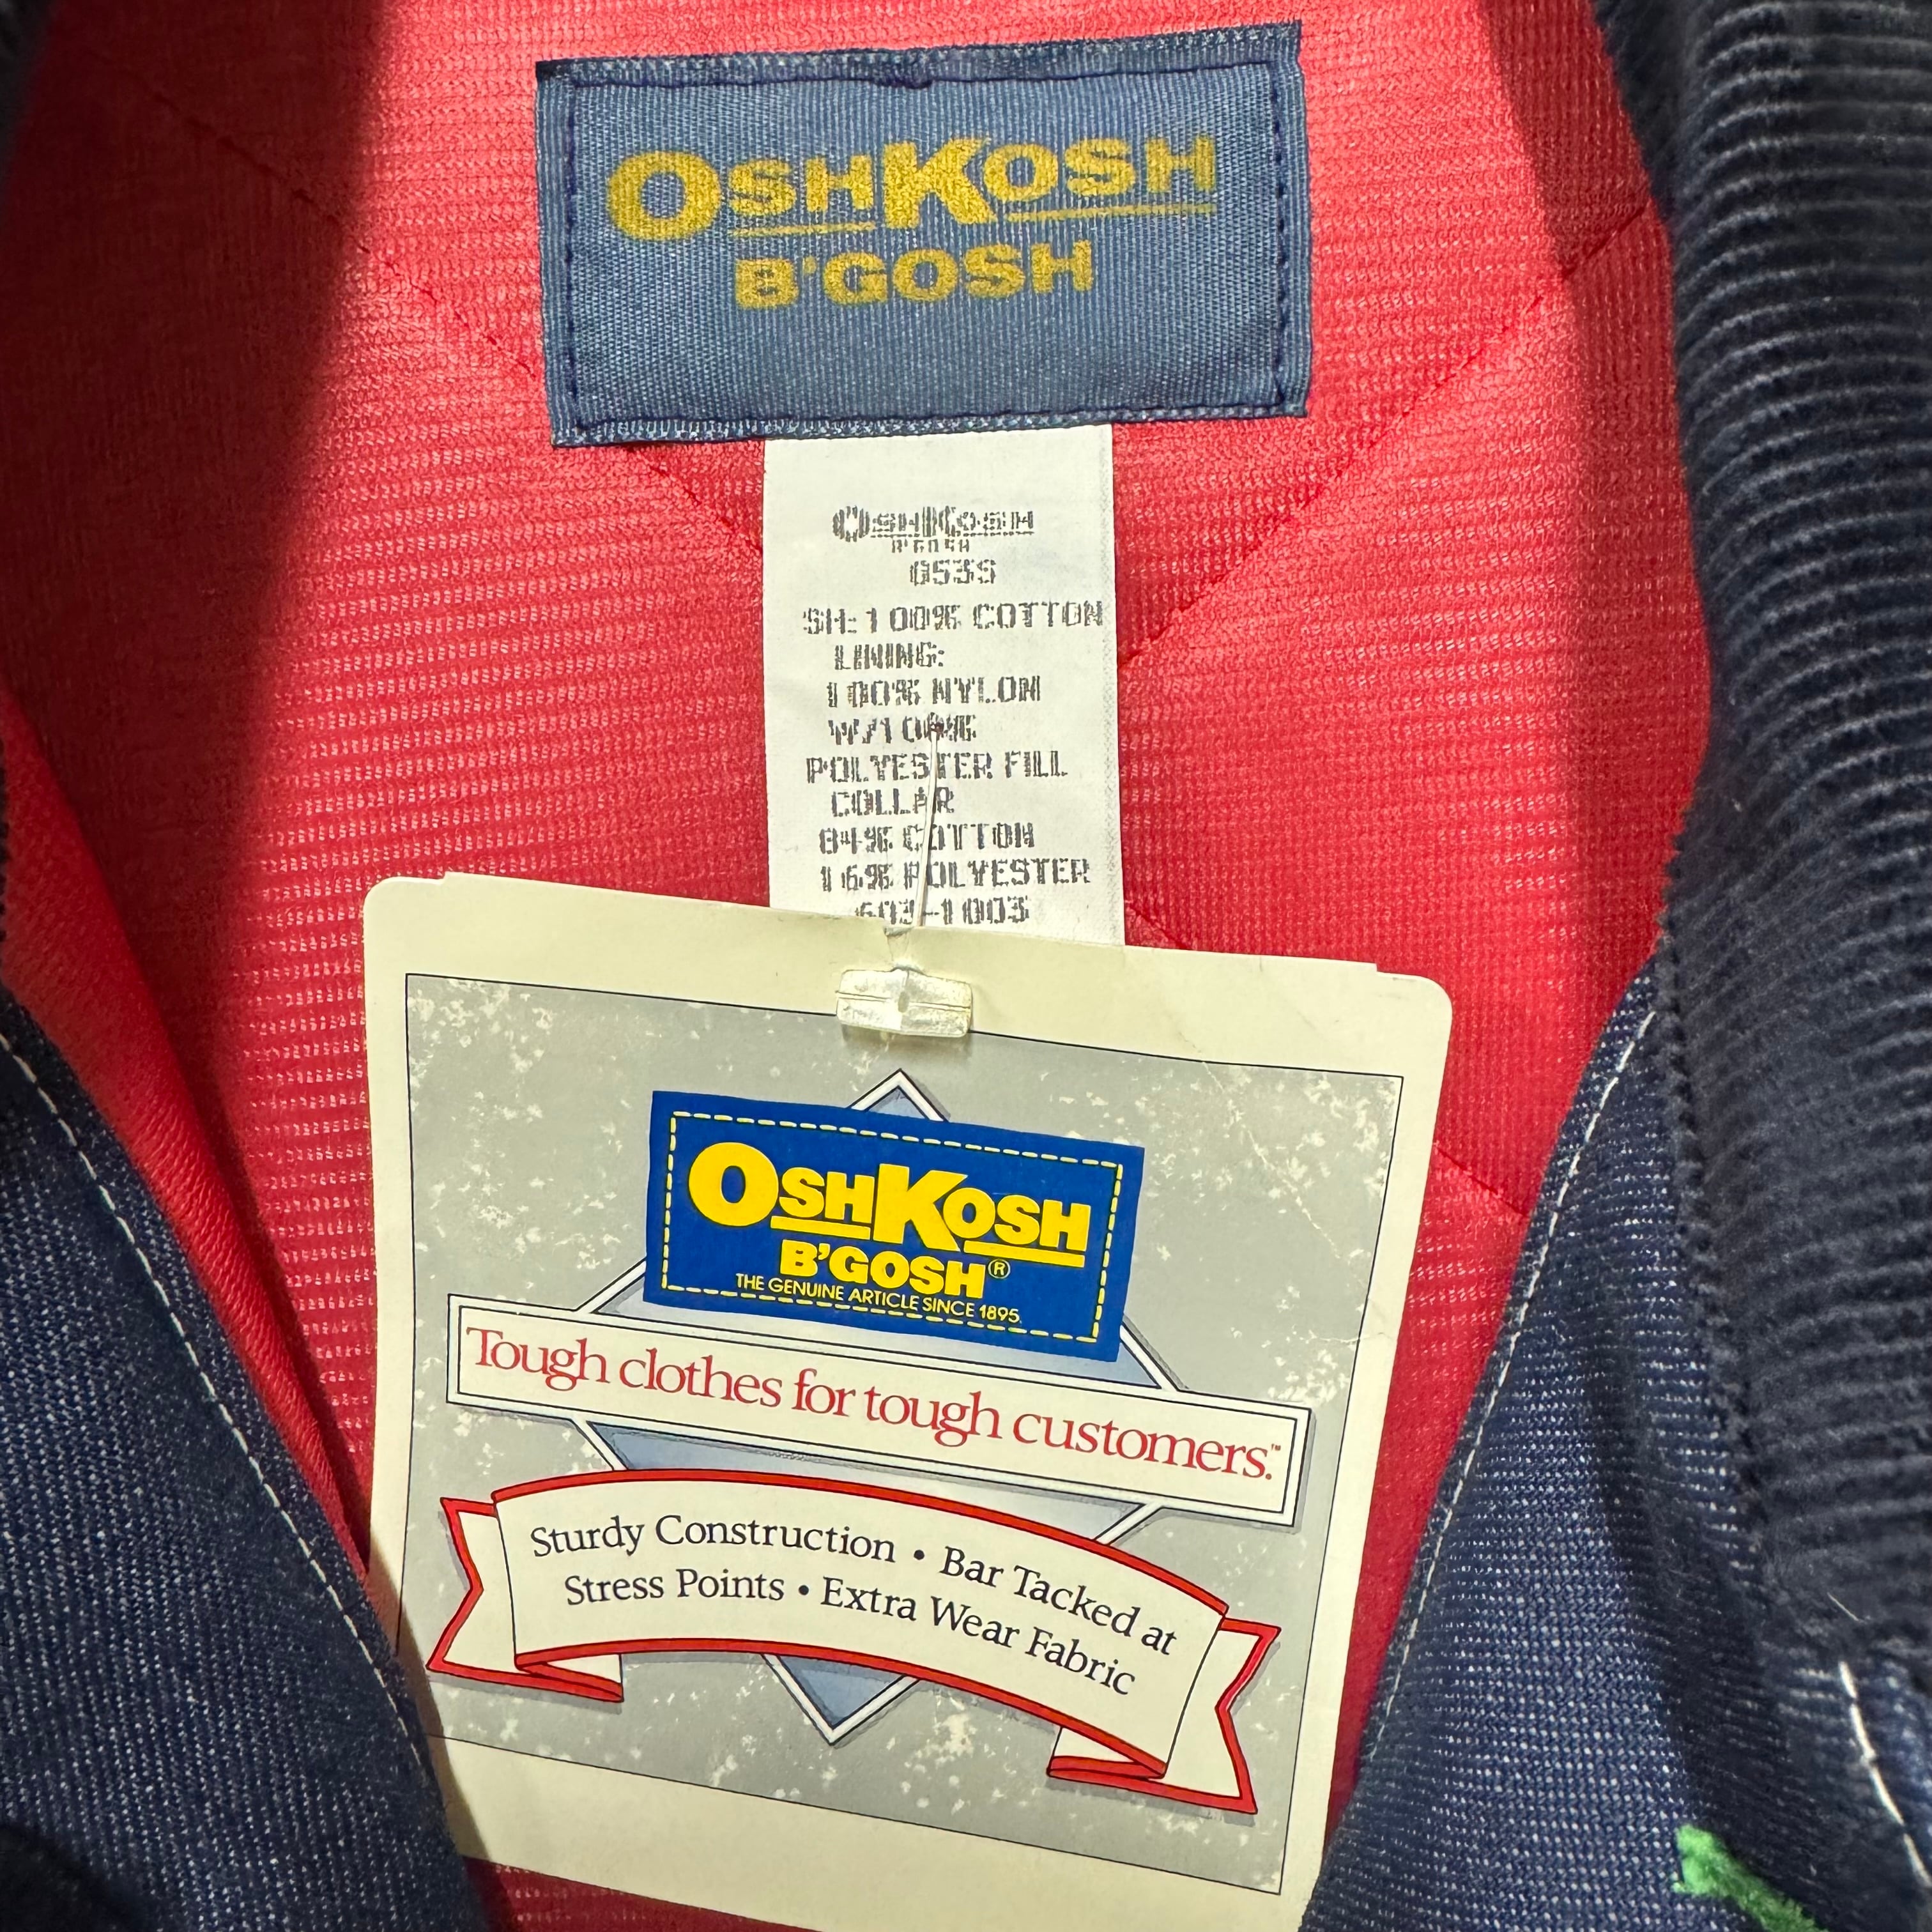 OSHKOSH
B'GOSH
OSHKOSH
B'GOSH
0539
SH: 100% COTTON
LINING:
100% NYLON
W/100%
POLYESTER FILL
COLLAR
84% COTTON
16% POLYESTER
OSHKOSH
B'GOSH®
THE GENUINE ARTICLE SINCE 1895.
Tough clothes for tough customers.™
Sturdy Construction • Bar Tacked at
Stress Points • Extra Wear Fabric